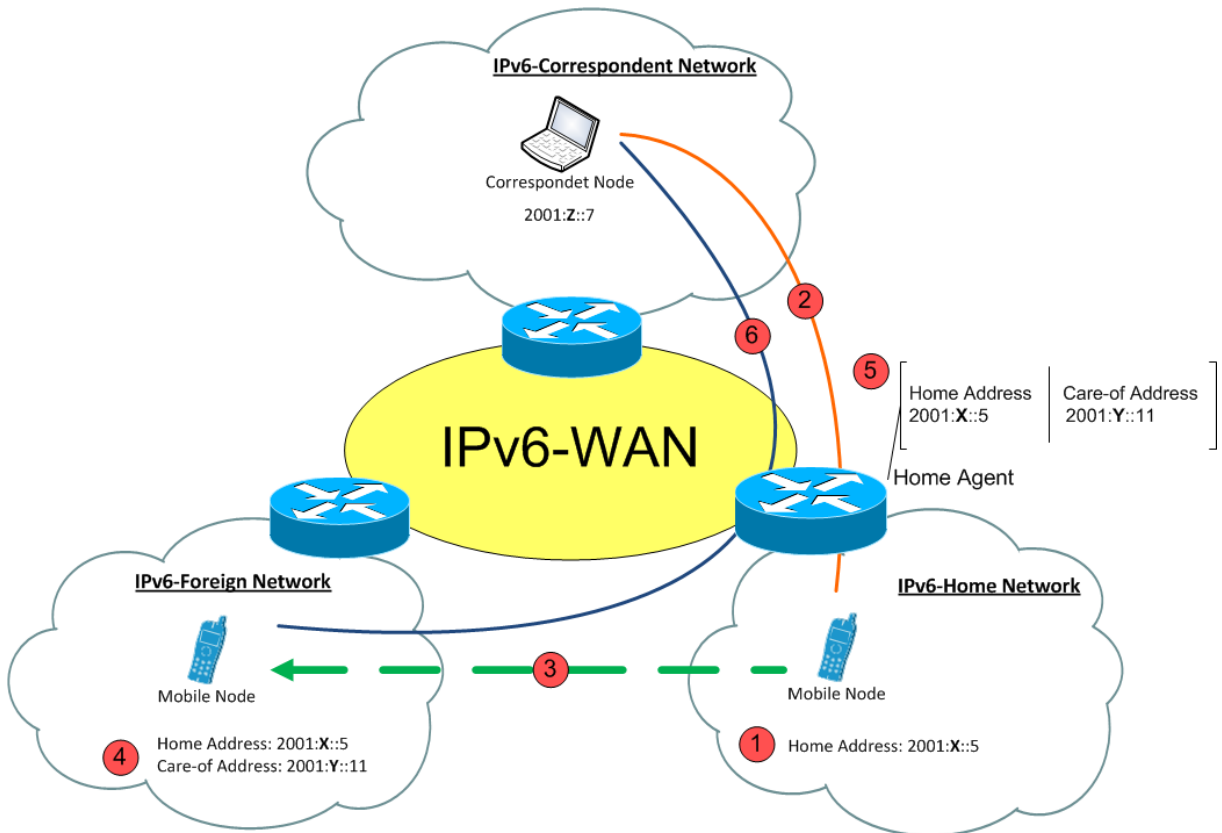 IPv6-Correspondent Network
Correspondet Node
2001:Z::7
2
6
5
Home Address
2001:X::5
Care-of Address
2001:Y::11
IPv6-WAN
Home Agent
IPv6-Foreign Network
Mobile Node
4
Home Address: 2001:X::5
Care-of Address: 2001:Y::11
3
IPv6-Home Network
Mobile Node
1
Home Address: 2001:X::5